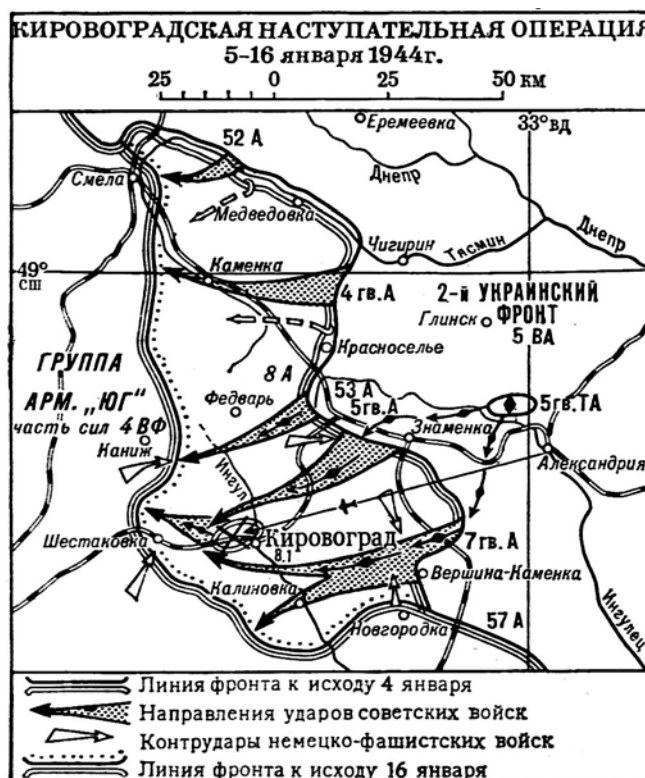 КИРОВОГРАДСКАЯ НАСТУПАТЕЛЬНАЯ ОПЕРАЦИЯ
5-16 января 1944г.
25 0 25 50 км
33° вд
52 А
Еремеевка
Днепр
Смела
Медведовка
Чигирин
Тясмин
Днепр
49°
сш
Каменка
4 гв. А
2-й УКРАИНСКИЙ
ФРОНТ
Глинск
5 ВА
Красноселье
ГРУППА
АРМ. „ЮГ"
часть сил 4 ВФ
8 А
53 А
5гв.А
5гв.ТА
Федварь
Знаменка
Каниж
Александрия
Ингул
Шестаковка
Кировоград
8.1
7 гв. А
Вершина-Каменка
Калиновка
Новгородка
57 А
Ингулец
Линия фронта к исходу 4 января
Направления ударов советских войск
Контрудары немецко-фашистских войск
Линия фронта к исходу 16 января